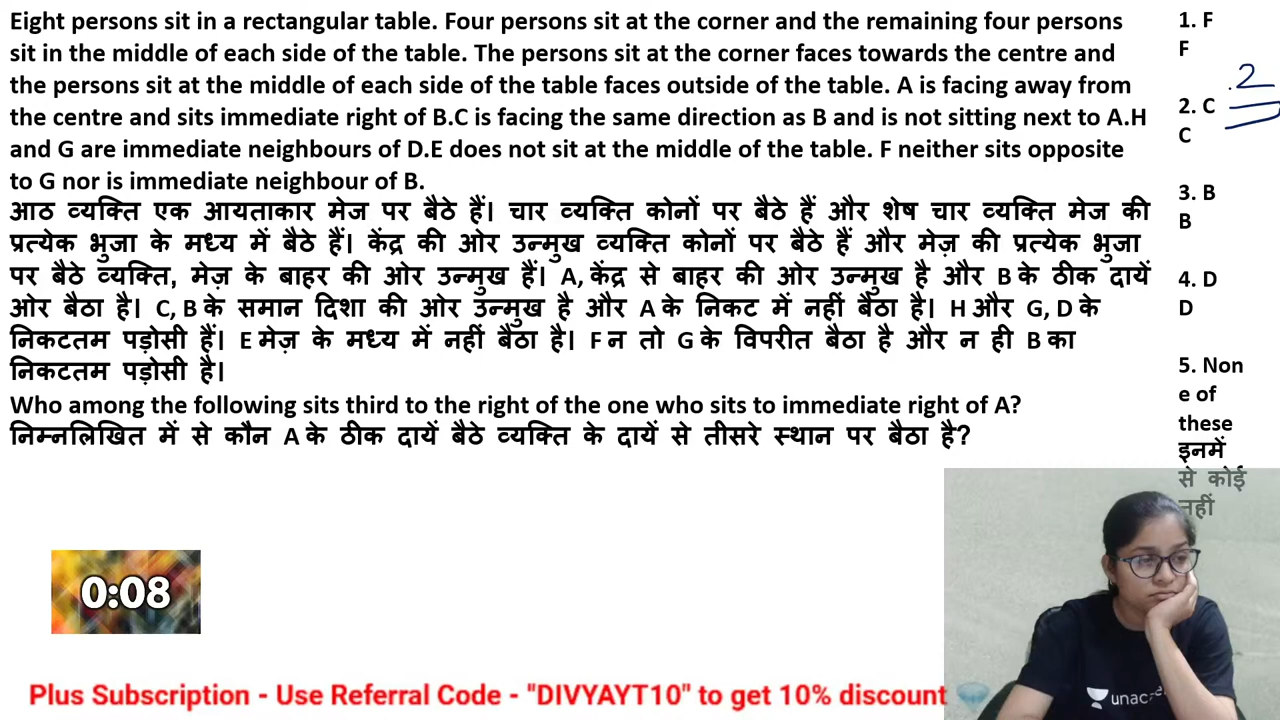 Eight persons sit in a rectangular table. Four persons sit at the corner and the remaining four persons
sit in the middle of each side of the table. The persons sit at the corner faces towards the centre and
the persons sit at the middle of each side of the table faces outside of the table. A is facing away from
the centre and sits immediate right of B.C is facing the same direction as B and is not sitting next to A.H
and G are immediate neighbours of D.E does not sit at the middle of the table. F neither sits opposite
to G nor is immediate neighbour of B.
आठ व्यक्ति एक आयताकार मेज पर बैठे हैं। चार व्यक्ति कोनों पर बैठे हैं और शेष चार व्यक्ति मेज की
प्रत्येक भुजा के मध्य में बैठे हैं। केंद्र की ओर उन्मुख व्यक्ति कोनों पर बैठे हैं और मेज़ की प्रत्येक भुजा
पर बैठे व्यक्ति, मेज़ के बाहर की ओर उन्मुख हैं। A, केंद्र से बाहर की ओर उन्मुख है और B के ठीक दायें
ओर बैठा है। C, B के समान दिशा की ओर उन्मुख है और A के निकट में नहीं बैठा है। H और G, D के
निकटतम पड़ोसी हैं। E मेज़ के मध्य में नहीं बैठा है। F न तो G के विपरीत बैठा है और न ही B का
निकटतम पड़ोसी है।
Who among the following sits third to the right of the one who sits to immediate right of A?
निम्नलिखित में से कौन A के ठीक दायें बैठे व्यक्ति के दायें से तीसरे स्थान पर बैठा है?
1. F
F
2
2. C
C
3. B
B
4. D
D
5. Non
e of
these
इनमें
से कोई
नहीं
0:08
unac
Plus Subscription - Use Referral Code - "DIVYAYT10" to get 10% discount